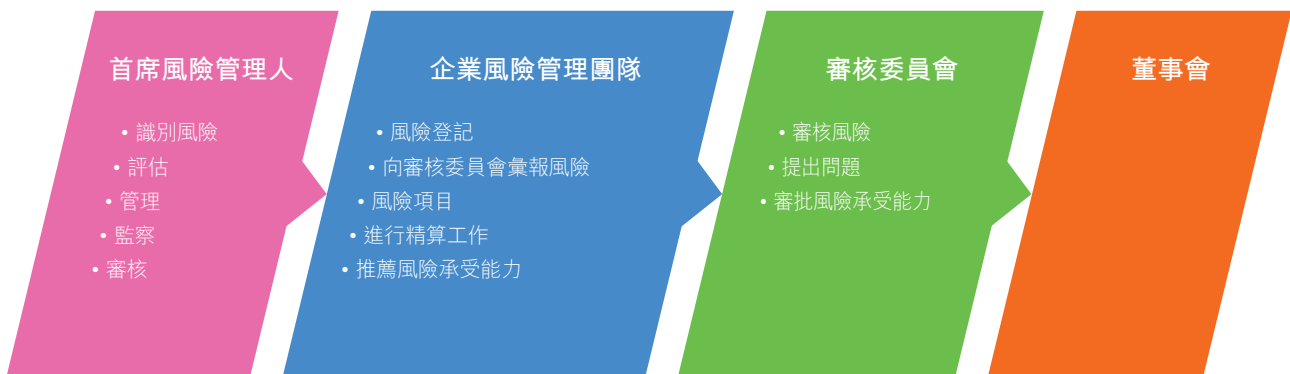 首席風險管理人
• 識別風險
• 評估
• 管理
• 監察
• 審核
企業風險管理團隊
• 風險登記
• 向審核委員會彙報風險
• 風險項目
• 進行精算工作
• 推薦風險承受能力
審核委員會
• 審核風險
• 提出問題
• 審批風險承受能力
董事會